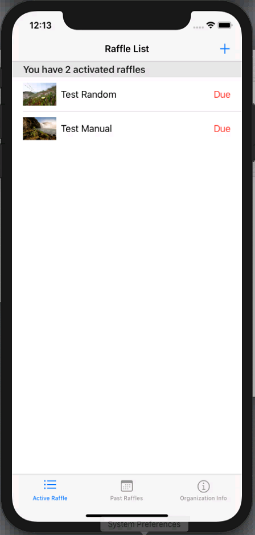 12:13
Raffle List
You have 2 activated raffles
Test Random Due
Test Manual Due
Active Raffle Past Raffles Organization Info
System Preferences